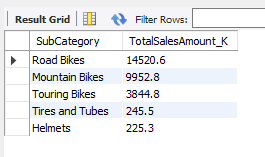 Result Grid Filter Rows:
SubCategory TotalSalesAmount_K
Road Bikes 14520.6
Mountain Bikes 9952.8
Touring Bikes 3844.8
Tires and Tubes 245.5
Helmets 225.3